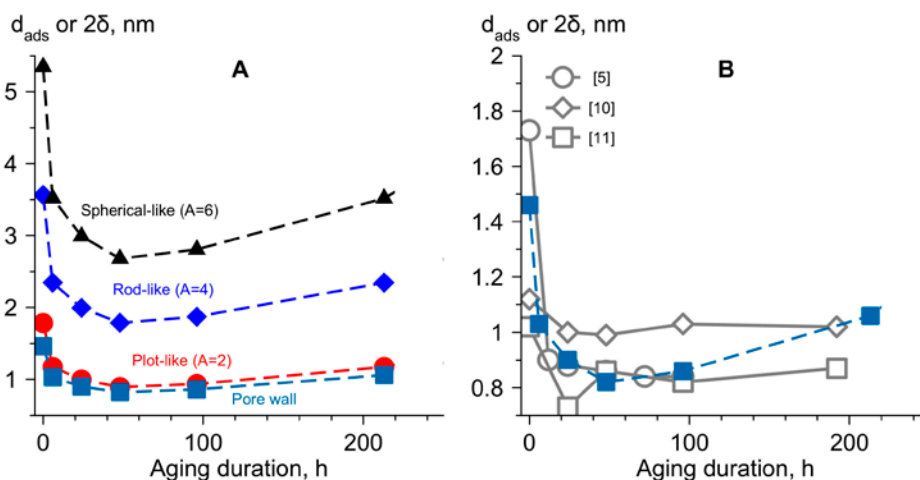 d_ads or 2δ, nm
A
5
4
3
2
1
Spherical-like (A=6)
Rod-like (A=4)
Plot-like (A=2)
Pore wall
0 100 200
Aging duration, h
d_ads or 2δ, nm
B
2
1.8
1.6
1.4
1.2
1
0.8
[5]
[10]
[11]
0 100 200
Aging duration, h